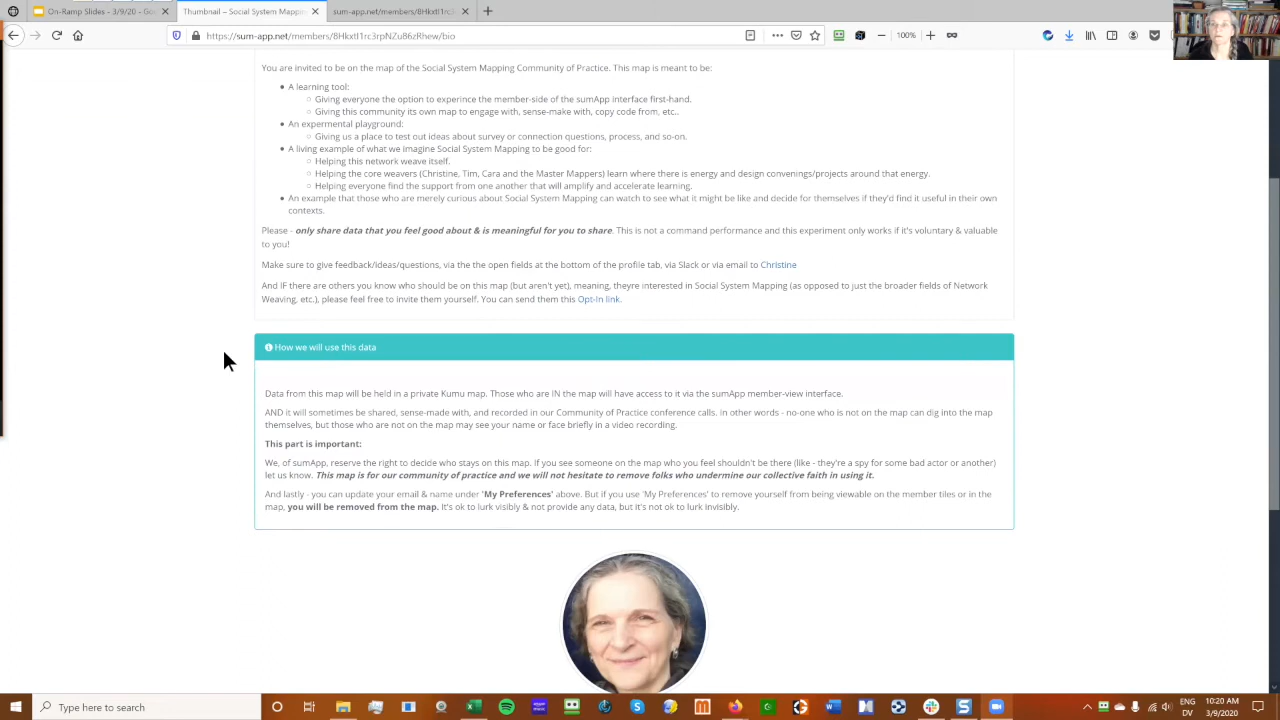 On-Ramp Slides - 3/9/20 - Goo
Thumbnail – Social System Mappin
sum-app.net/members/8Hkxtl1rc3
https://sum-app.net/members/8Hkxtl1rc3rpNZu86zRhew/bio
100%
You are invited to be on the map of the Social System Mapping Community of Practice. This map is meant to be:
A learning tool:
Giving everyone the option to experince the member-side of the sumApp interface first-hand.
Giving this community its own map to engage with, sense-make with, copy code from, etc..
An expermental playground:
Giving us a place to test out ideas about survey or connection questions, process, and so-on.
A living example of what we imagine Social System Mapping to be good for:
Helping this network weave itself.
Helping the core weavers (Christine, Tim, Cara and the Master Mappers) learn where there is energy and design convenings/projects around that energy.
Helping everyone find the support from one another that will amplify and accelerate learning.
An example that those who are merely curious about Social System Mapping can watch to see what it might be like and decide for themselves if they'd find it useful in their own
contexts.
Please - only share data that you feel good about & is meaningful for you to share. This is not a command performance and this experiment only works if it's voluntary & valuable
to you!
Make sure to give feedback/ideas/questions, via the the open fields at the bottom of the profile tab, via Slack or via email to Christine
And IF there are others you know who should be on this map (but aren't yet), meaning, theyre interested in Social System Mapping (as opposed to just the broader fields of Network
Weaving, etc.), please feel free to invite them yourself. You can send them this Opt-In link.
How we will use this data
Data from this map will be held in a private Kumu map. Those who are IN the map will have access to it via the sumApp member-view interface.
AND it will sometimes be shared, sense-made with, and recorded in our Community of Practice conference calls. In other words - no-one who is not on the map can dig into the map
themselves, but those who are not on the map may see your name or face briefly in a video recording.
This part is important:
We, of sumApp, reserve the right to decide who stays on this map. If you see someone on the map who you feel shouldn't be there (like - they're a spy for some bad actor or another)
let us know. This map is for our community of practice and we will not hesitate to remove folks who undermine our collective faith in using it.
And lastly - you can update your email & name under 'My Preferences' above. But if you use 'My Preferences' to remove yourself from being viewable on the member tiles or in the
map, you will be removed from the map. It's ok to lurk visibly & not provide any data, but it's not ok to lurk invisibly.
Type here to search
ENG
DV
10:20 AM
3/9/2020